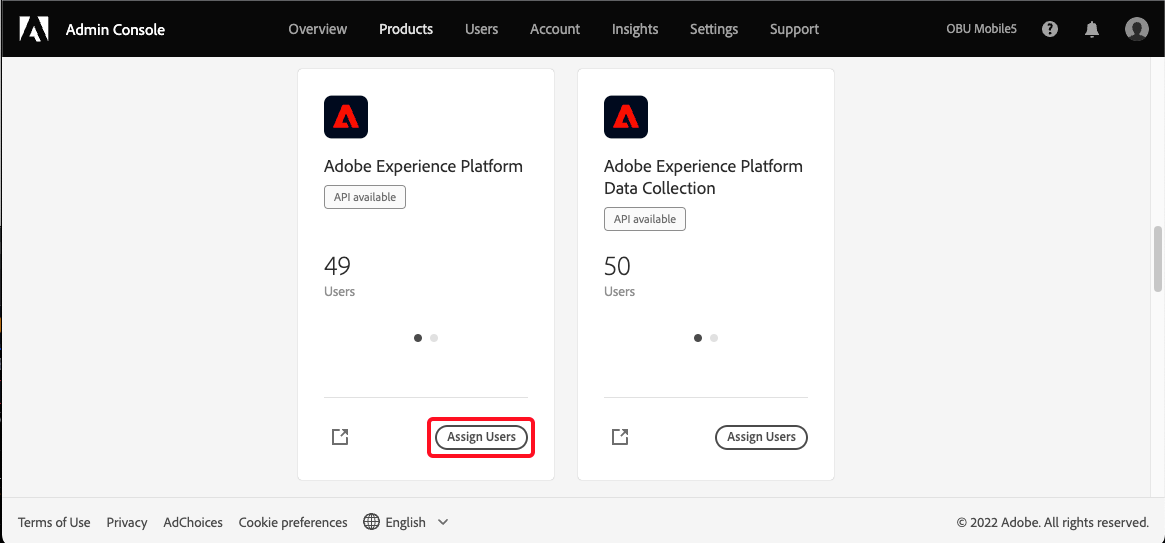 Admin Console Overview Products Users Account Insights Settings Support OBU Mobile5
Adobe Experience Platform
API available
49
Users
Assign Users
Adobe Experience Platform
Data Collection
API available
50
Users
Assign Users
Terms of Use Privacy AdChoices Cookie preferences English © 2022 Adobe. All rights reserved.